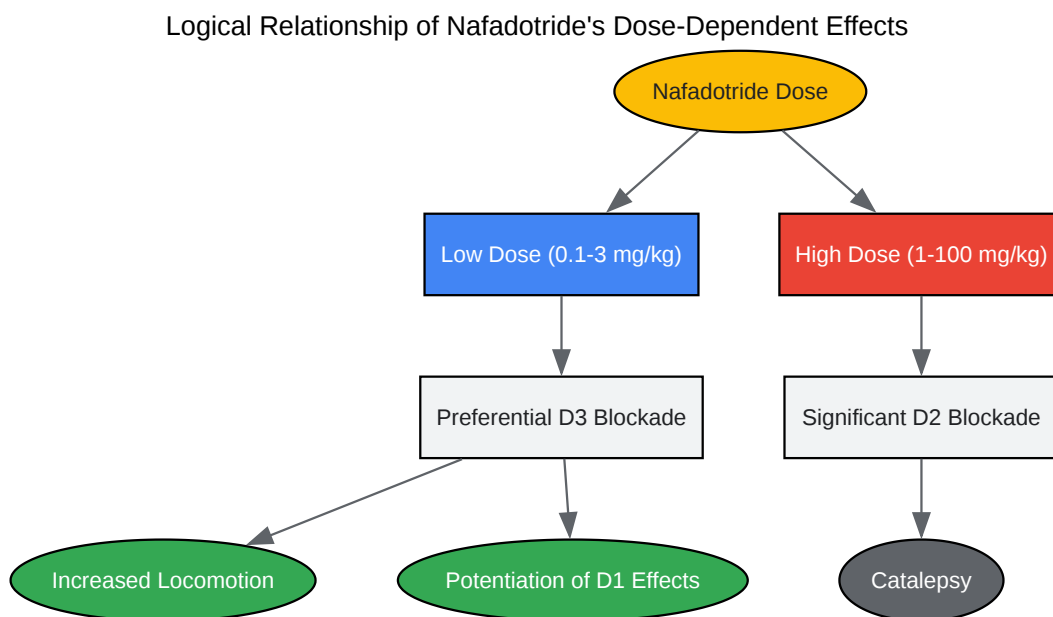 Logical Relationship of Nafadotride's Dose-Dependent Effects
Nafadotride Dose
Low Dose (0.1-3 mg/kg)
High Dose (1-100 mg/kg)
Preferential D3 Blockade
Significant D2 Blockade
Increased Locomotion
Potentiation of D1 Effects
Catalepsy